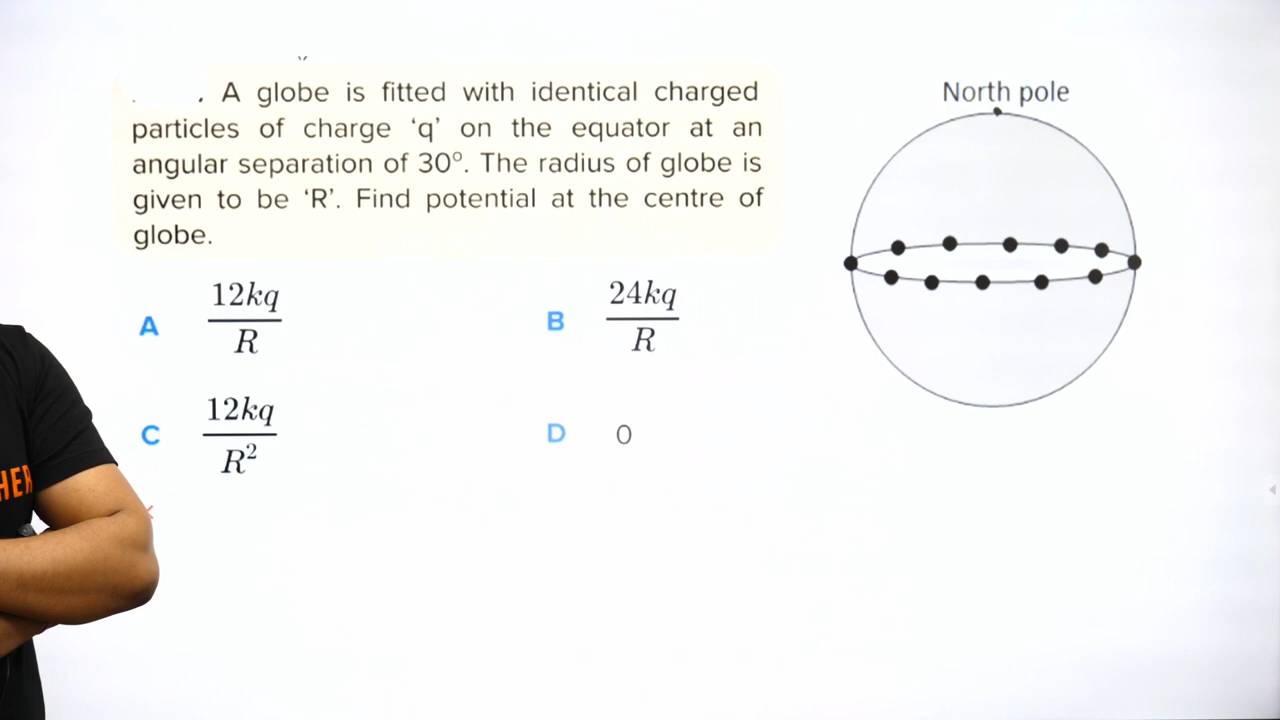 . A globe is fitted with identical charged
particles of charge ‘q’ on the equator at an
angular separation of 30°. The radius of globe is
given to be ‘R’. Find potential at the centre of
globe.
North pole
A 12kq/R
B 24kq/R
C 12kq/R²
D 0
HER